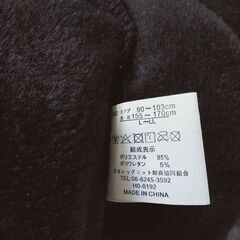 ヒップ 90〜103cm
身長155〜170cm
L〜LL
組成表示
ポリエステル 95%
ポリウレタン 5%
日本レッグニット卸商協同組合
TEL:06-6245-3592
H0-0192
MADE IN CHINA